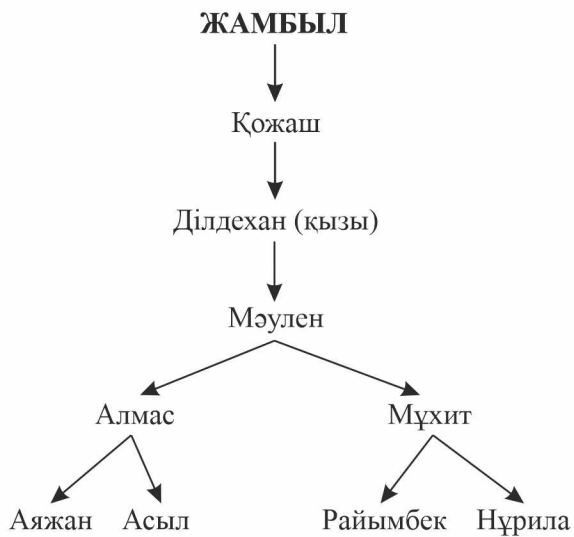 ЖАМБЫЛ
Қожаш
Ділдехан (қызы)
Мәулен
Алмас Мұхит
Аяжан Асыл Райымбек Нұрила